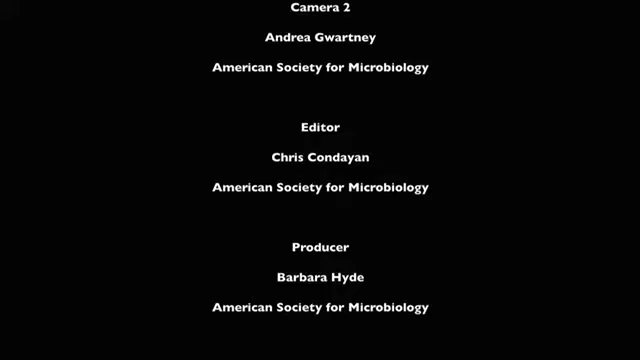 Camera 2
Andrea Gwartney
American Society for Microbiology
Editor
Chris Condayan
American Society for Microbiology
Producer
Barbara Hyde
American Society for Microbiology